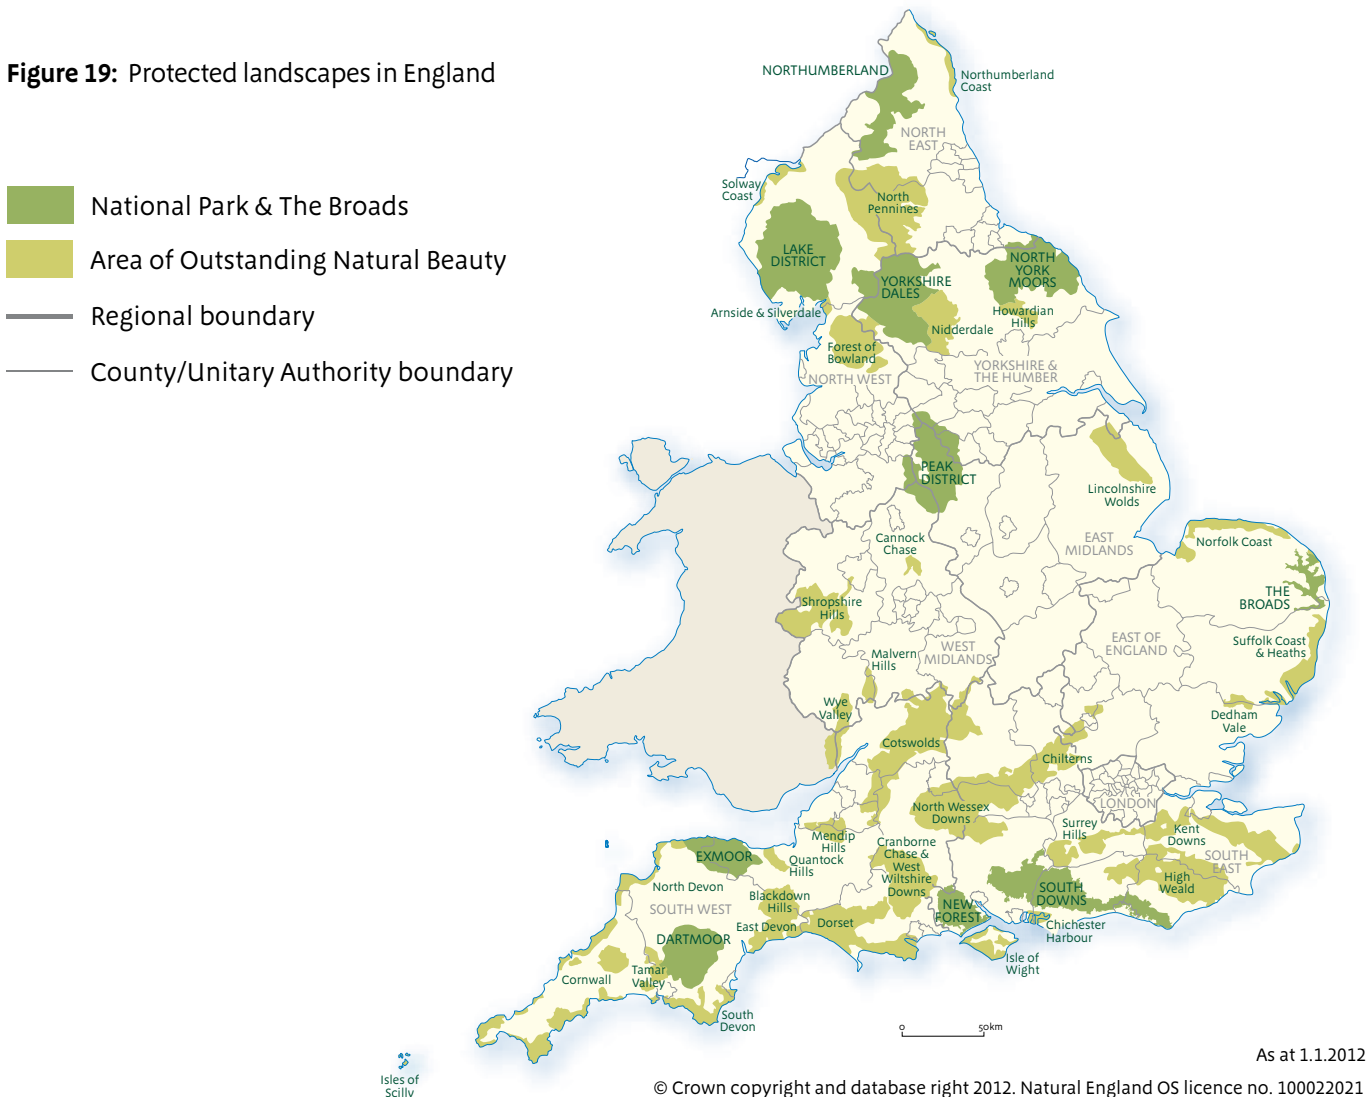 Figure 19: Protected landscapes in England
National Park & The Broads
Area of Outstanding Natural Beauty
Regional boundary
County/Unitary Authority boundary
NORTHUMBERLAND
Northumberland
Coast
NORTH
EAST
Solway
Coast
North
Pennines
LAKE
DISTRICT
YORKSHIRE
DALES
NORTH
YORK
MOORS
Arnside & Silverdale
Nidderdale
Howardian
Hills
Forest of
Bowland
NORTH WEST
YORKSHIRE &
THE HUMBER
PEAK
DISTRICT
Lincolnshire
Wolds
Cannock
Chase
EAST
MIDLANDS
Norfolk Coast
THE
BROADS
Shropshire
Hills
Malvern
Hills
WEST
MIDLANDS
EAST OF
ENGLAND
Suffolk Coast
& Heaths
Wye
Valley
Dedham
Vale
Cotswolds
Chilterns
North Wessex
Downs
LONDON
Mendip
Hills
Surrey
Hills
Kent
Downs
SOUTH
EAST
EXMOOR
Quantock
Hills
Cranborne
Chase &
West
Wiltshire
Downs
High
Weald
North Devon
Blackdown
Hills
SOUTH
DOWNS
NEW
FOREST
SOUTH WEST
East Devon
Dorset
Chichester
Harbour
DARTMOOR
Isle of
Wight
Cornwall
Tamar
Valley
South
Devon
Isles of
Scilly
0 50km
As at 1.1.2012
© Crown copyright and database right 2012. Natural England OS licence no. 100022021